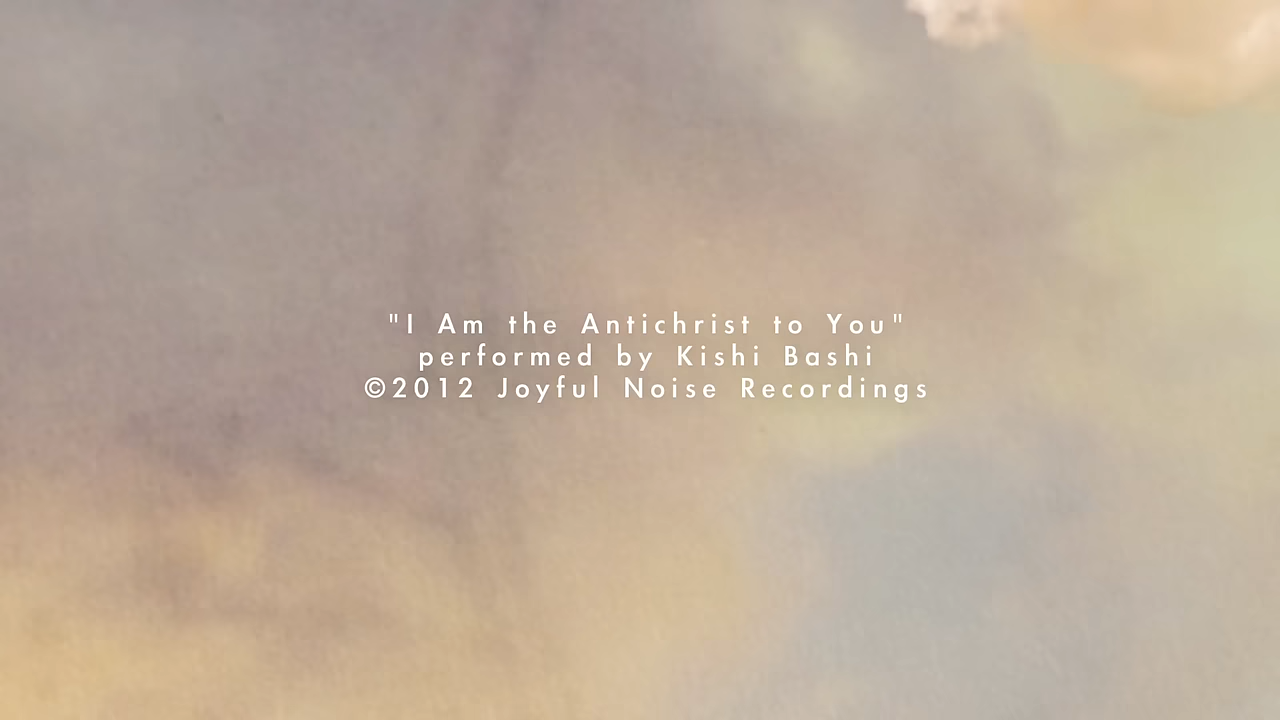 "I Am the Antichrist to You"
performed by Kishi Bashi
©2012 Joyful Noise Recordings